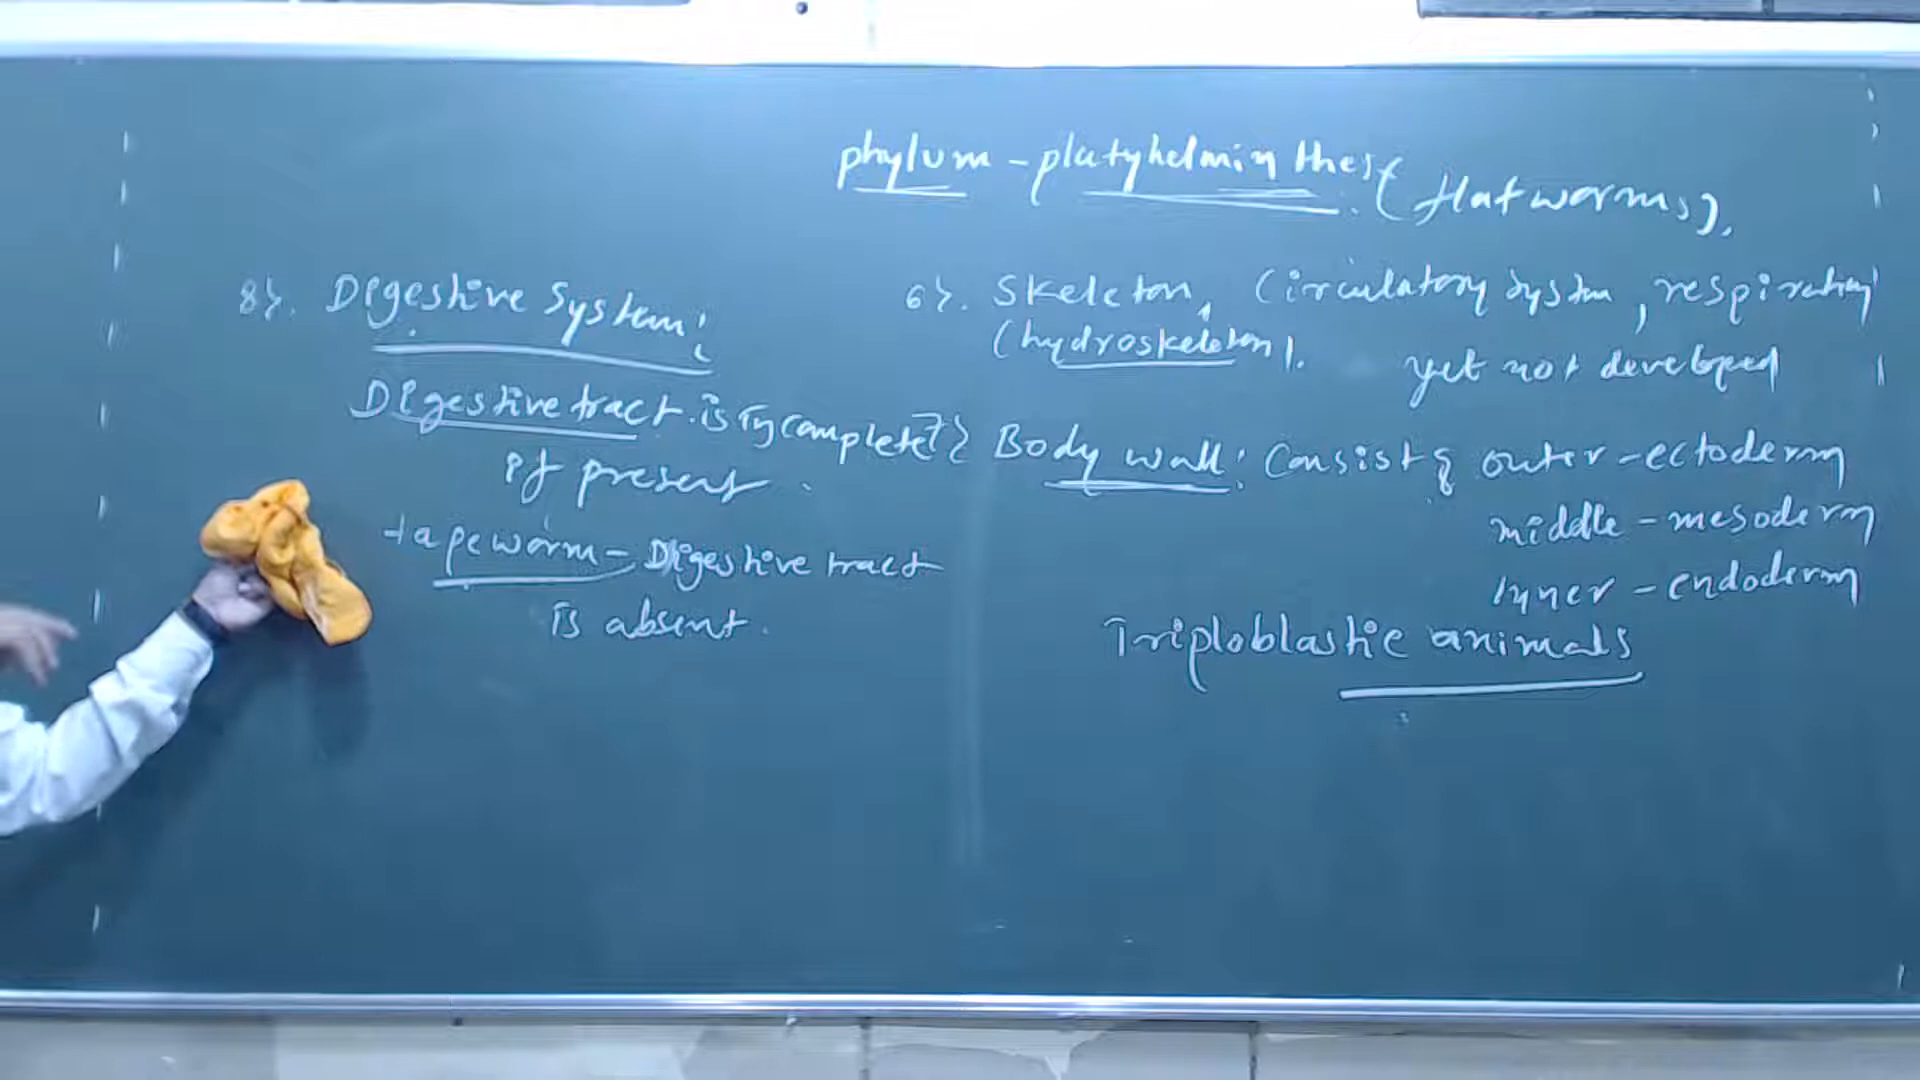 phylum - platyhelminthes (flatworms).
6}. Skeleton, Circulatory System, respiratory
(hydroskeleton). yet not developed
7} Body wall: Consist of outer - ectoderm
middle - mesoderm
inner - endoderm
Triploblastic animals
8}. Digestive System:
Digestive tract is incomplete
if present.
tapeworm - Digestive tract
is absent.